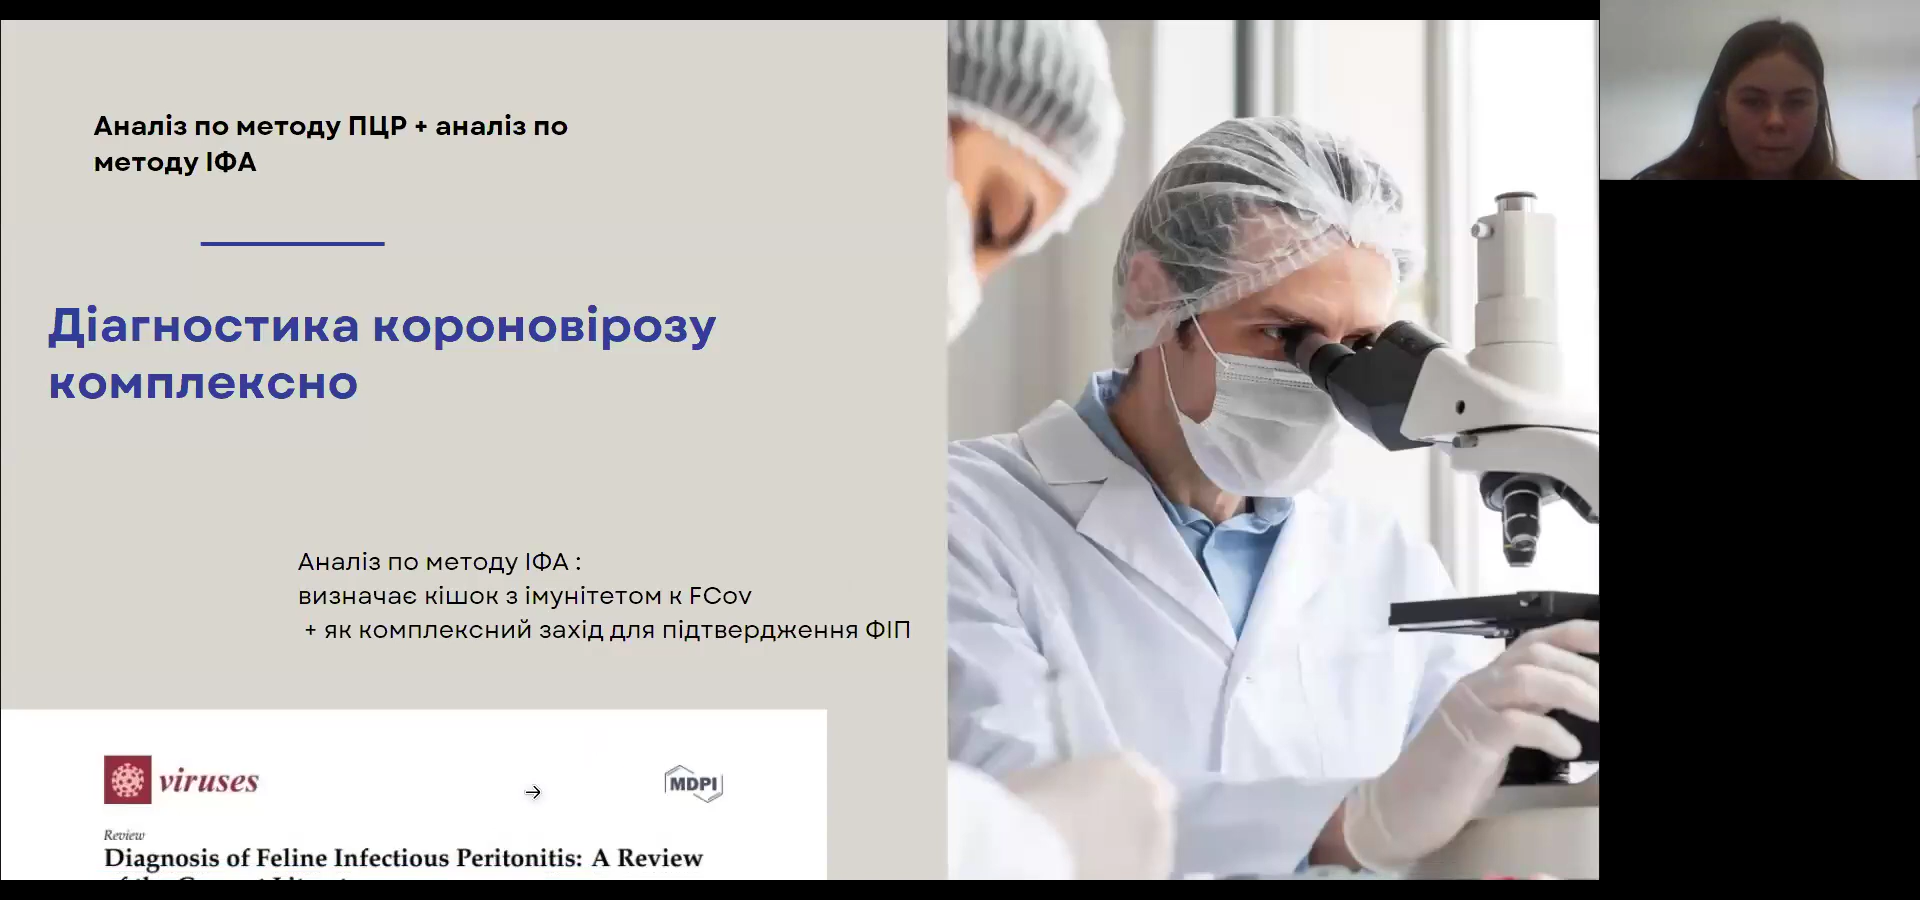 Аналіз по методу ПЦР + аналіз по
методу ІФА
Діагностика короновірозу
комплексно
Аналіз по методу ІФА :
визначає кішок з імунітетом к FCov
+ як комплексний захід для підтвердження ФІП
viruses
MDPI
Review
Diagnosis of Feline Infectious Peritonitis: A Review